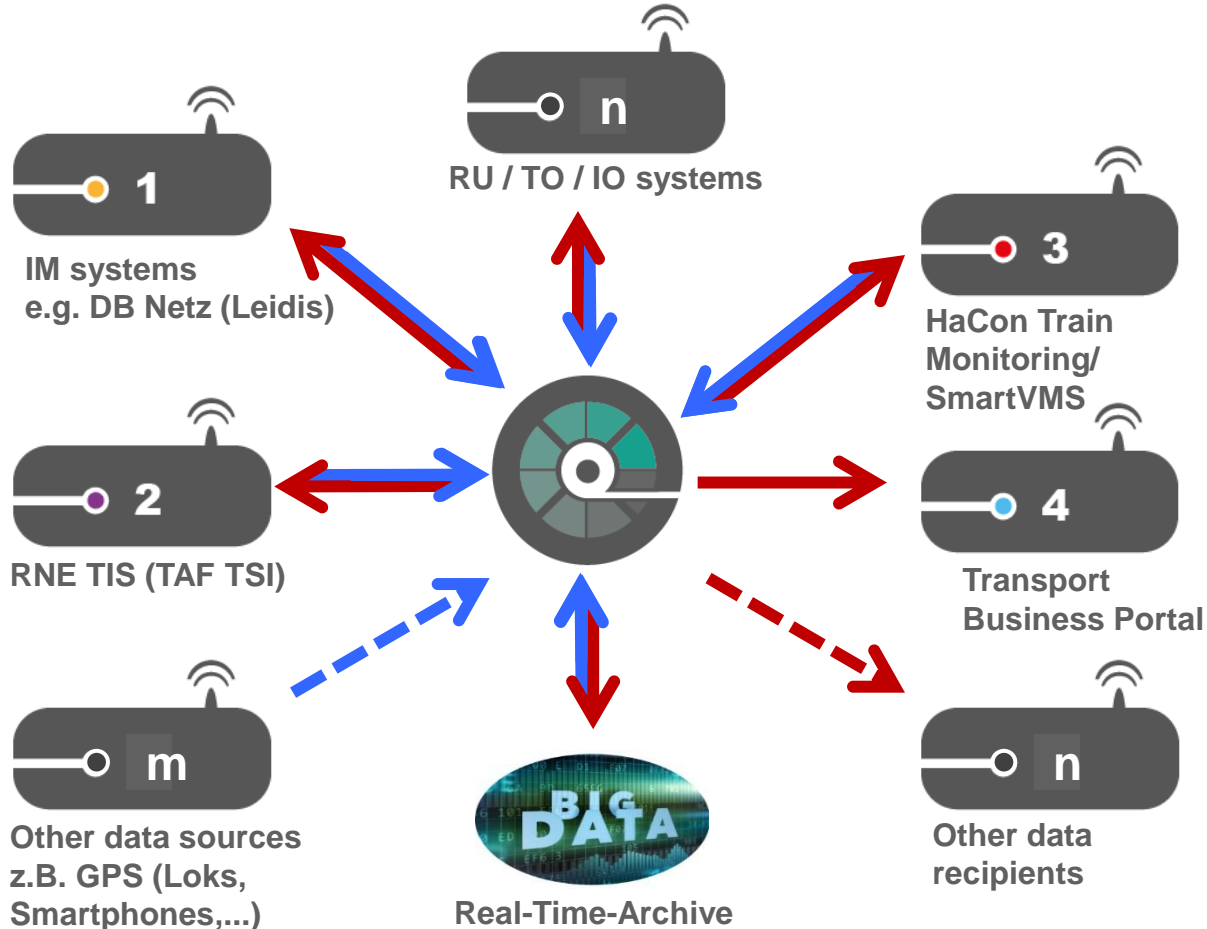 n
RU / TO / IO systems
1
IM systems
e.g. DB Netz (Leidis)
3
HaCon Train
Monitoring/
SmartVMS
2
RNE TIS (TAF TSI)
4
Transport
Business Portal
m
Other data sources
z.B. GPS (Loks,
Smartphones,...)
BIG
DATA
Real-Time-Archive
n
Other data
recipients